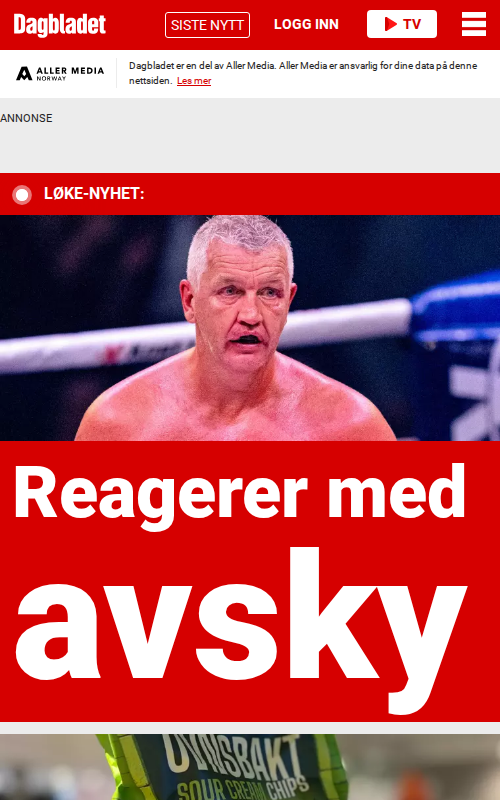 Dagbladet
SISTE NYTT
LOGG INN
TV
ALLER MEDIA
NORWAY
Dagbladet er en del av Aller Media. Aller Media er ansvarlig for dine data på denne
nettsiden. Les mer
ANNONSE
LØKE-NYHET:
Reagerer med
avsky
OVNSBAKT
SOUR CREAM CHIPS